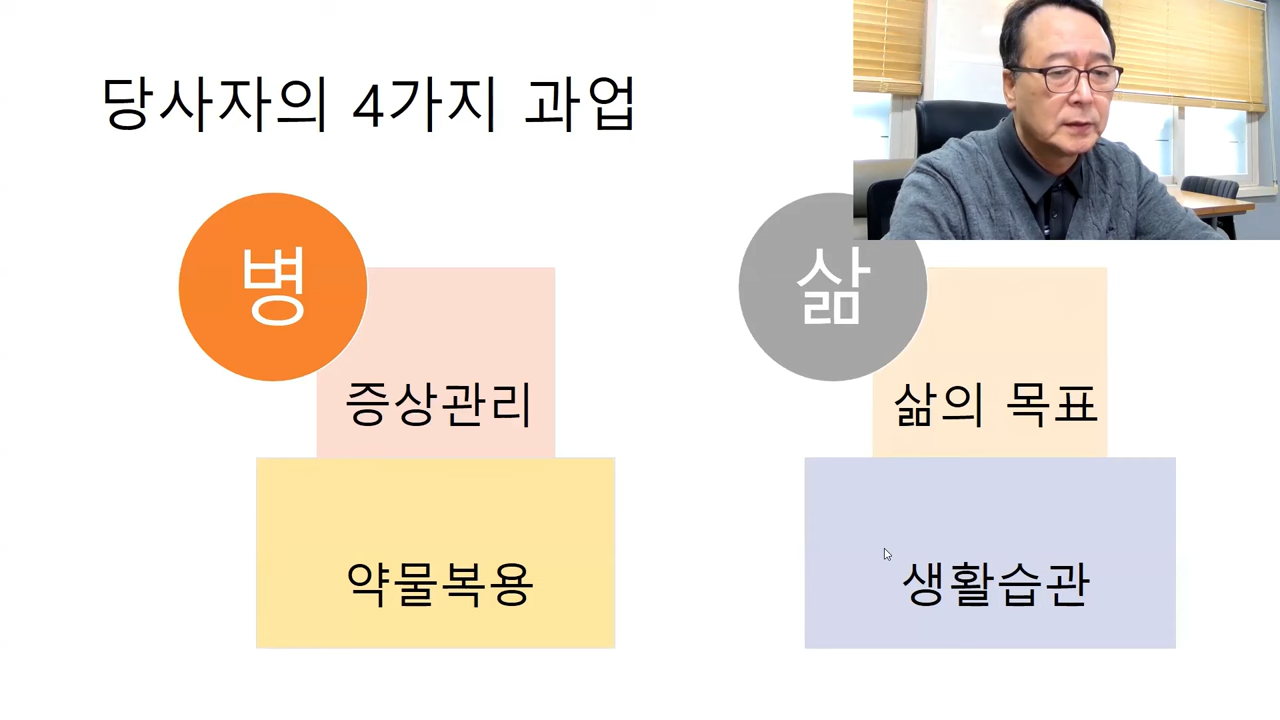 당사자의 4가지 과업
병
증상관리
약물복용
삶
삶의 목표
생활습관